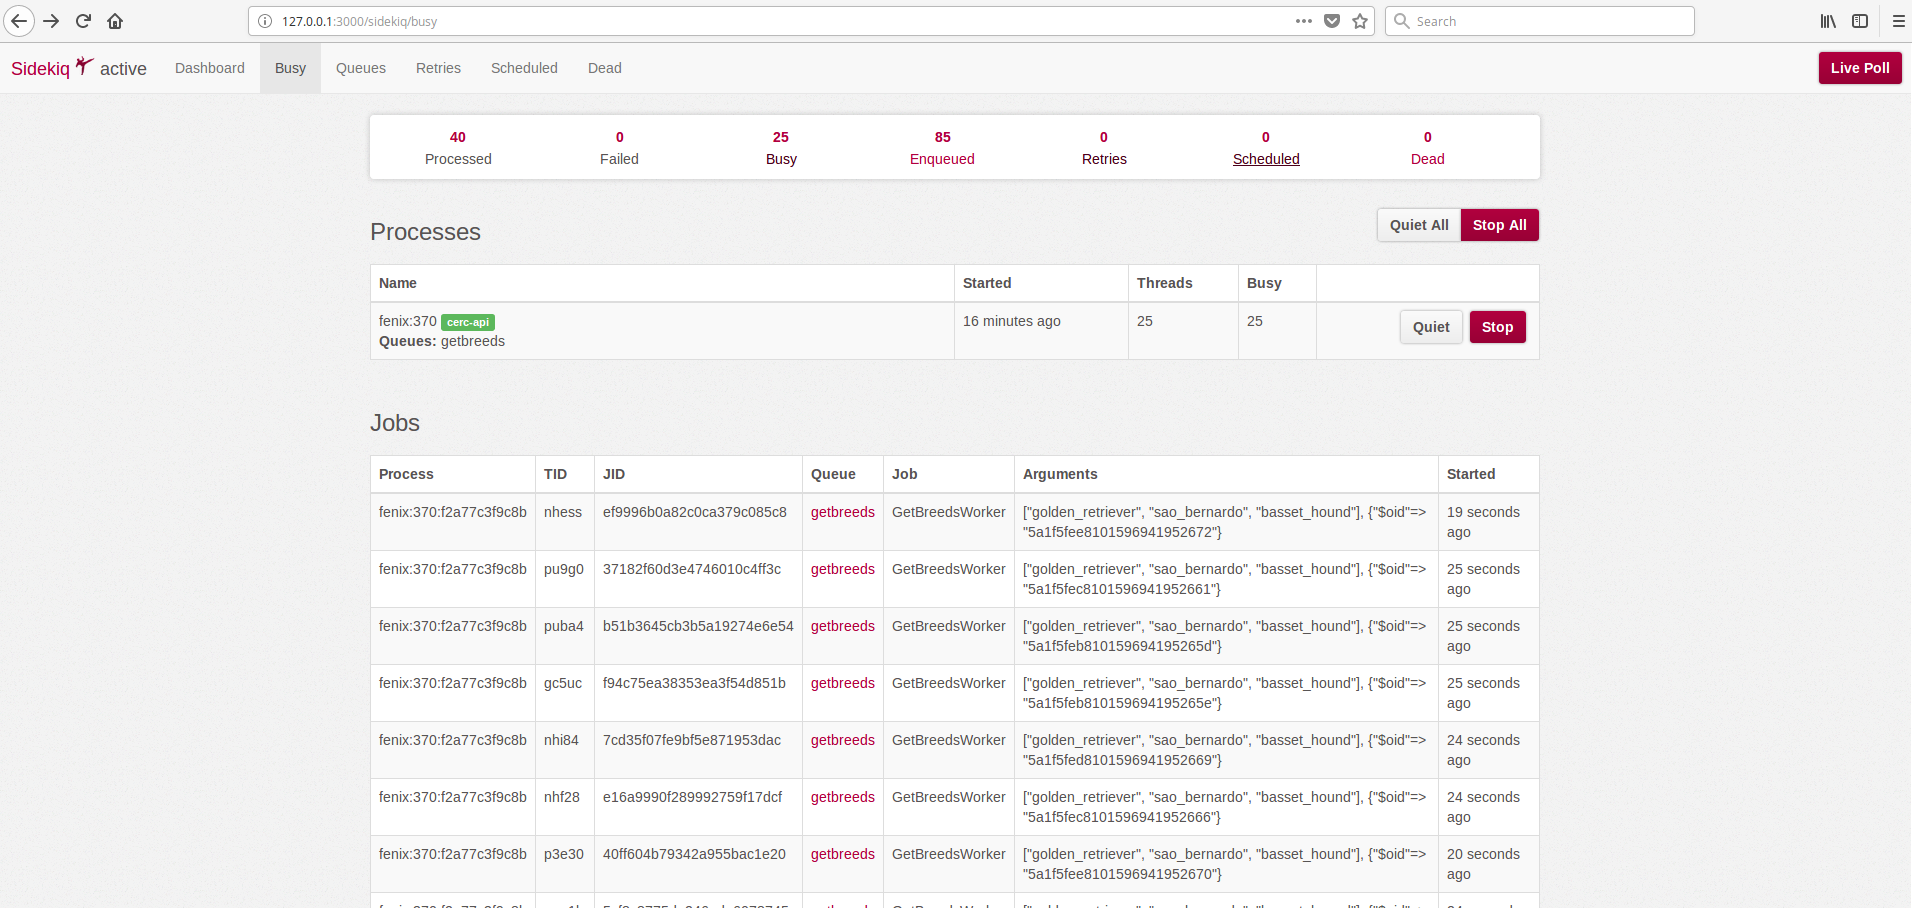 127.0.0.1:3000/sidekiq/busy
Search
Sidekiq active Dashboard Busy Queues Retries Scheduled Dead Live Poll
40 0 25 85 0 0 0
Processed Failed Busy Enqueued Retries Scheduled Dead
Processes Quiet All Stop All
Name Started Threads Busy
fenix:370 cerc-api 16 minutes ago 25 25 Quiet Stop
Queues: getbreeds
Jobs
Process TID JID Queue Job Arguments Started
fenix:370:f2a77c3f9c8b nhess ef9996b0a82c0ca379c085c8 getbreeds GetBreedsWorker ["golden_retriever", "sao_bernardo", "basset_hound"], {"$oid"=> 19 seconds
"5a1f5fee8101596941952672"} ago
fenix:370:f2a77c3f9c8b pu9g0 37182f60d3e4746010c4ff3c getbreeds GetBreedsWorker ["golden_retriever", "sao_bernardo", "basset_hound"], {"$oid"=> 25 seconds
"5a1f5fec8101596941952661"} ago
fenix:370:f2a77c3f9c8b puba4 b51b3645cb3b5a19274e6e54 getbreeds GetBreedsWorker ["golden_retriever", "sao_bernardo", "basset_hound"], {"$oid"=> 25 seconds
"5a1f5feb810159694195265d"} ago
fenix:370:f2a77c3f9c8b gc5uc f94c75ea38353ea3f54d851b getbreeds GetBreedsWorker ["golden_retriever", "sao_bernardo", "basset_hound"], {"$oid"=> 25 seconds
"5a1f5feb810159694195265e"} ago
fenix:370:f2a77c3f9c8b nhi84 7cd35f07fe9bf5e871953dac getbreeds GetBreedsWorker ["golden_retriever", "sao_bernardo", "basset_hound"], {"$oid"=> 24 seconds
"5a1f5fed8101596941952669"} ago
fenix:370:f2a77c3f9c8b nhf28 e16a9990f289992759f17dcf getbreeds GetBreedsWorker ["golden_retriever", "sao_bernardo", "basset_hound"], {"$oid"=> 24 seconds
"5a1f5fec8101596941952666"} ago
fenix:370:f2a77c3f9c8b p3e30 40ff604b79342a955bac1e20 getbreeds GetBreedsWorker ["golden_retriever", "sao_bernardo", "basset_hound"], {"$oid"=> 20 seconds
"5a1f5fee8101596941952670"} ago